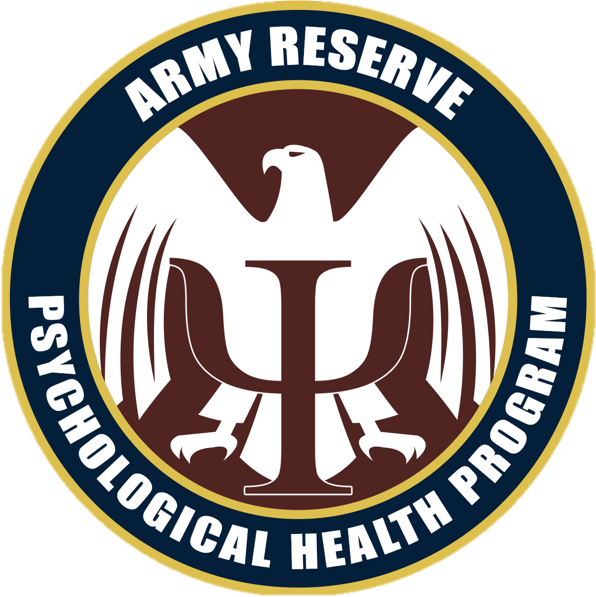 ARMY RESERVE
PSYCHOLOGICAL HEALTH PROGRAM
Ψ